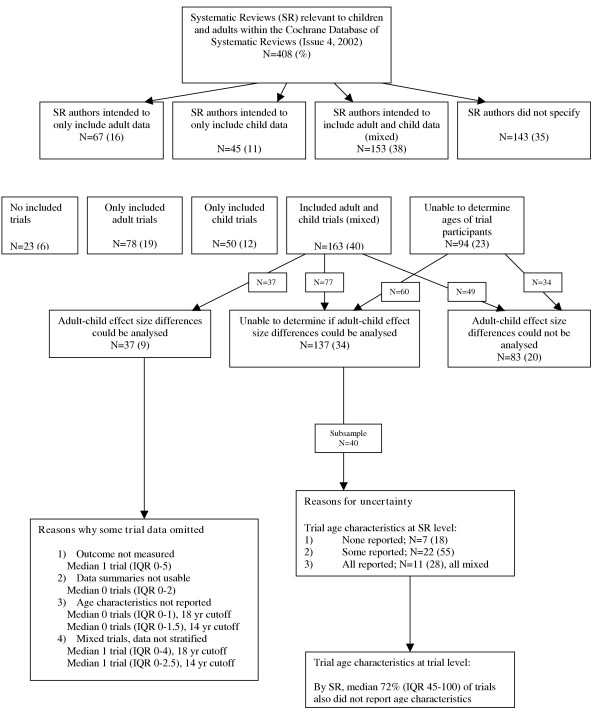 Systematic Reviews (SR) relevant to children
and adults within the Cochrane Database of
Systematic Reviews (Issue 4, 2002)
N=408 (%)
SR authors intended to
only include adult data
N=67 (16)
SR authors intended to
only include child data
N=45 (11)
SR authors intended to
include adult and child data
(mixed)
N=153 (38)
SR authors did not specify
N=143 (35)
No included
trials
N=23 (6)
Only included
adult trials
N=78 (19)
Only included
child trials
N=50 (12)
Included adult and
child trials (mixed)
N=163 (40)
Unable to determine
ages of trial
participants
N=94 (23)
N=37
N=77
N=60
N=49
N=34
Adult-child effect size differences
could be analysed
N=37 (9)
Unable to determine if adult-child effect
size differences could be analysed
N=137 (34)
Adult-child effect size
differences could not be
analysed
N=83 (20)
Subsample
N=40
Reasons for uncertainty
Trial age characteristics at SR level:
1) None reported; N=7 (18)
2) Some reported; N=22 (55)
3) All reported; N=11 (28), all mixed
Reasons why some trial data omitted
1) Outcome not measured
Median 1 trial (IQR 0-5)
2) Data summaries not usable
Median 0 trials (IQR 0-2)
3) Age characteristics not reported
Median 0 trials (IQR 0-1), 18 yr cutoff
Median 0 trials (IQR 0-1.5), 14 yr cutoff
4) Mixed trials, data not stratified
Median 1 trial (IQR 0-4), 18 yr cutoff
Median 1 trial (IQR 0-2.5), 14 yr cutoff
Trial age characteristics at trial level:
By SR, median 72% (IQR 45-100) of trials
also did not report age characteristics